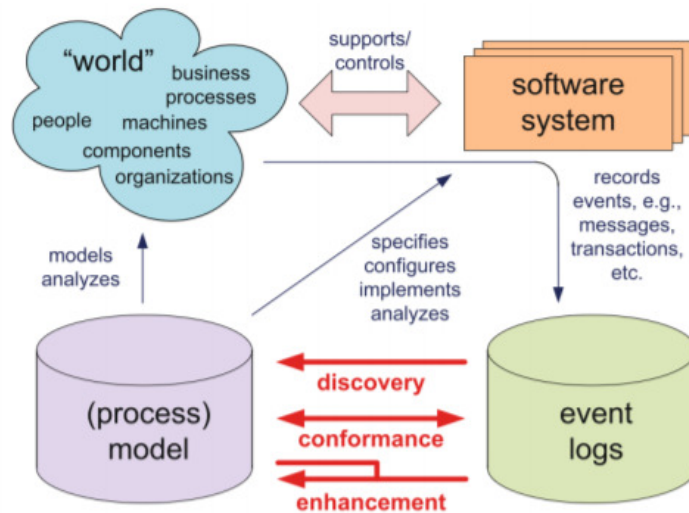 “world”
business
processes
people
machines
components
organizations
supports/
controls
software
system
records
events, e.g.,
messages,
transactions,
etc.
models
analyzes
specifies
configures
implements
analyzes
(process)
model
discovery
conformance
enhancement
event
logs